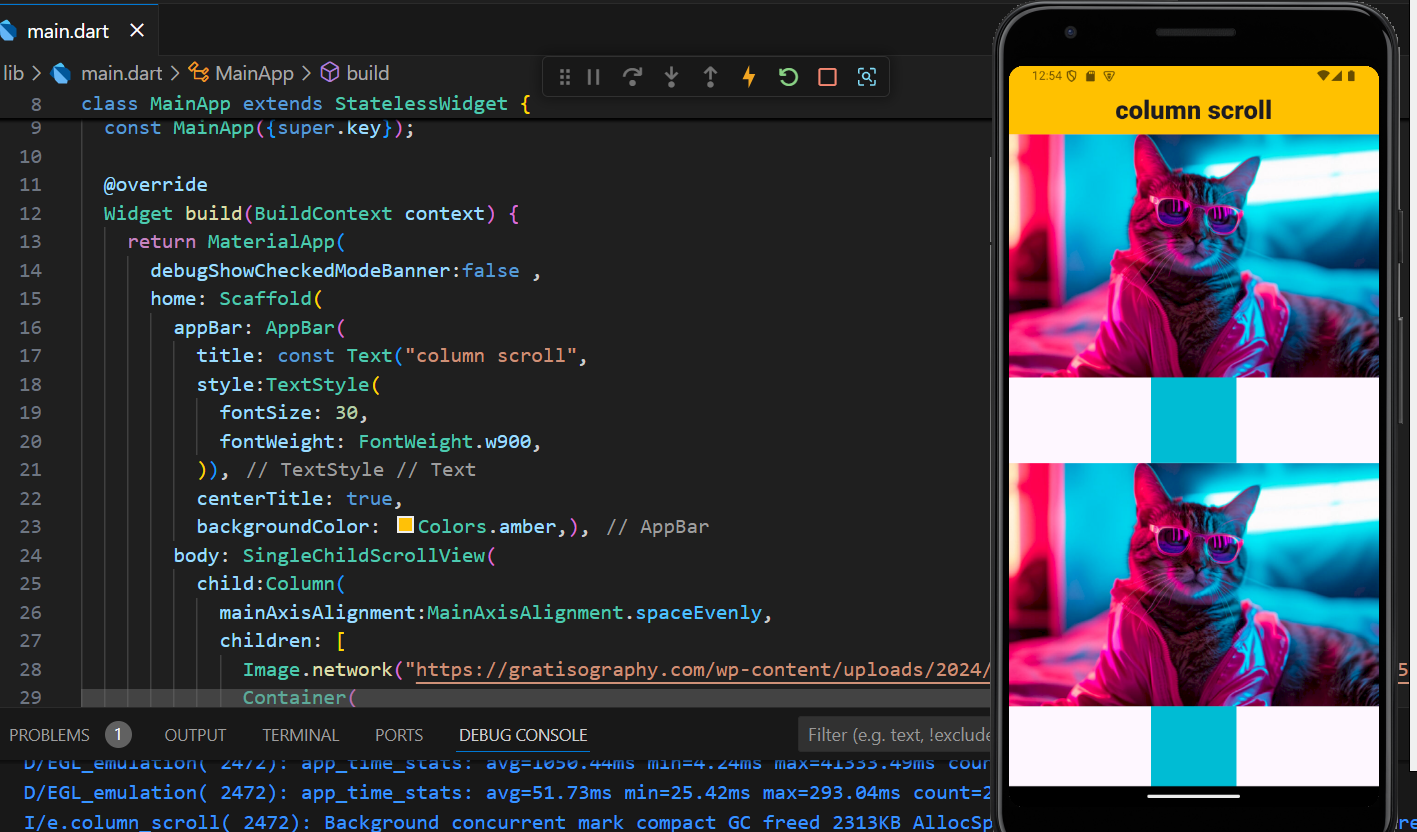 main.dart
lib > main.dart > MainApp > build
8 class MainApp extends StatelessWidget {
9 const MainApp({super.key});
10
11 @override
12 Widget build(BuildContext context) {
13 return MaterialApp(
14 debugShowCheckedModeBanner:false ,
15 home: Scaffold(
16 appBar: AppBar(
17 title: const Text("column scroll",
18 style:TextStyle(
19 fontSize: 30,
20 fontWeight: FontWeight.w900,
21 )), // TextStyle // Text
22 centerTitle: true,
23 backgroundColor: Colors.amber,), // AppBar
24 body: SingleChildScrollView(
25 child:Column(
26 mainAxisAlignment:MainAxisAlignment.spaceEvenly,
27 children: [
28 Image.network("https://gratisography.com/wp-content/uploads/2024/
29 Container(
PROBLEMS 1 OUTPUT TERMINAL PORTS DEBUG CONSOLE Filter (e.g. text, !exclude
D/EGL_emulation( 2472): app_time_stats: avg=1050.44ms min=4.24ms max=41333.49ms coun
D/EGL_emulation( 2472): app_time_stats: avg=51.73ms min=25.42ms max=293.04ms count=2
I/e.column_scroll( 2472): Background concurrent mark compact GC freed 2313KB AllocSp
12:54
column scroll